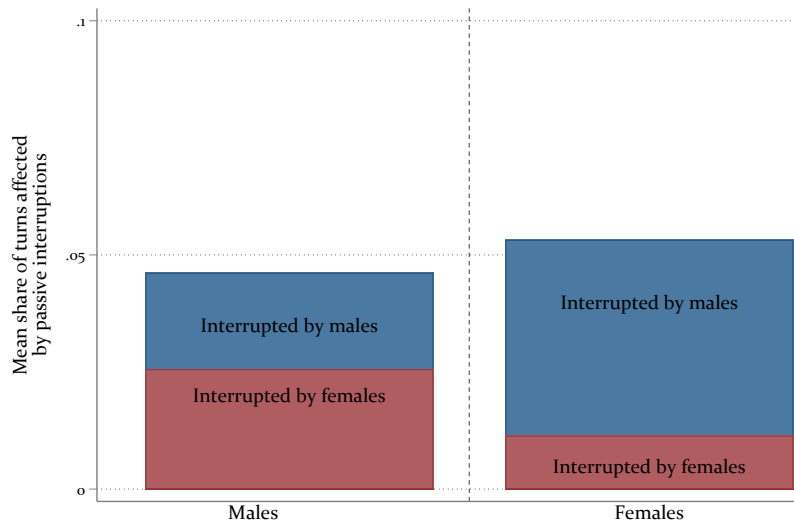 Mean share of turns affected
by passive interruptions
.1
.05
0
Interrupted by males
Interrupted by females
Interrupted by males
Interrupted by females
Males
Females